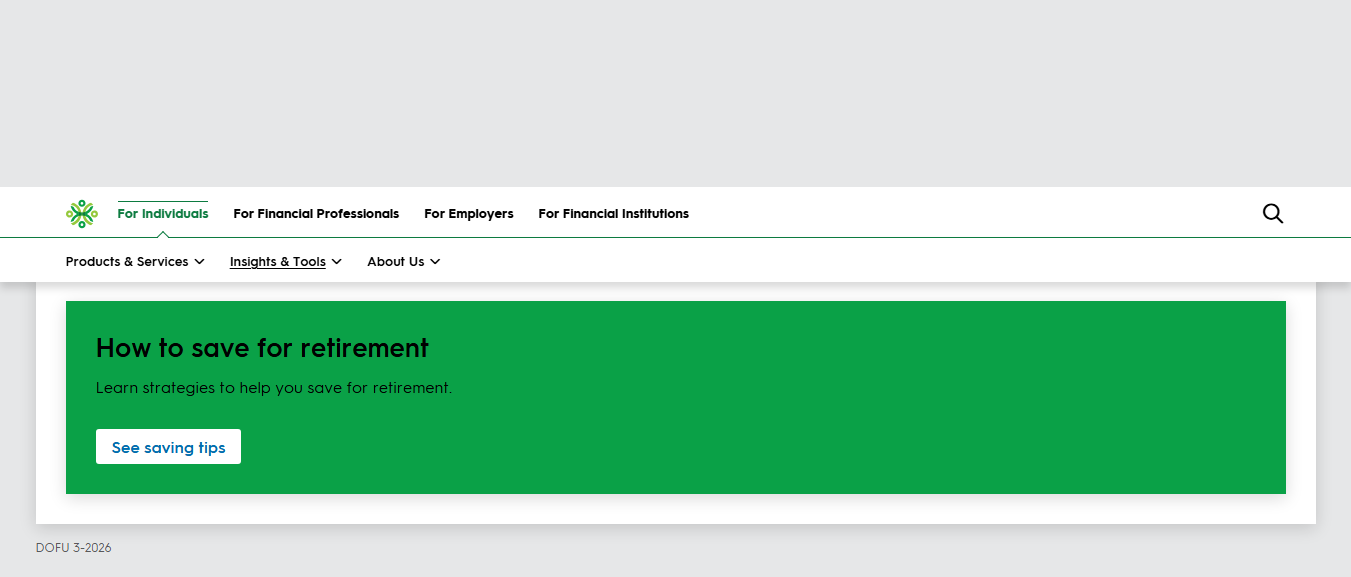 For Individuals For Financial Professionals For Employers For Financial Institutions
Products & Services Insights & Tools About Us
How to save for retirement
Learn strategies to help you save for retirement.
See saving tips
DOFU 3-2026